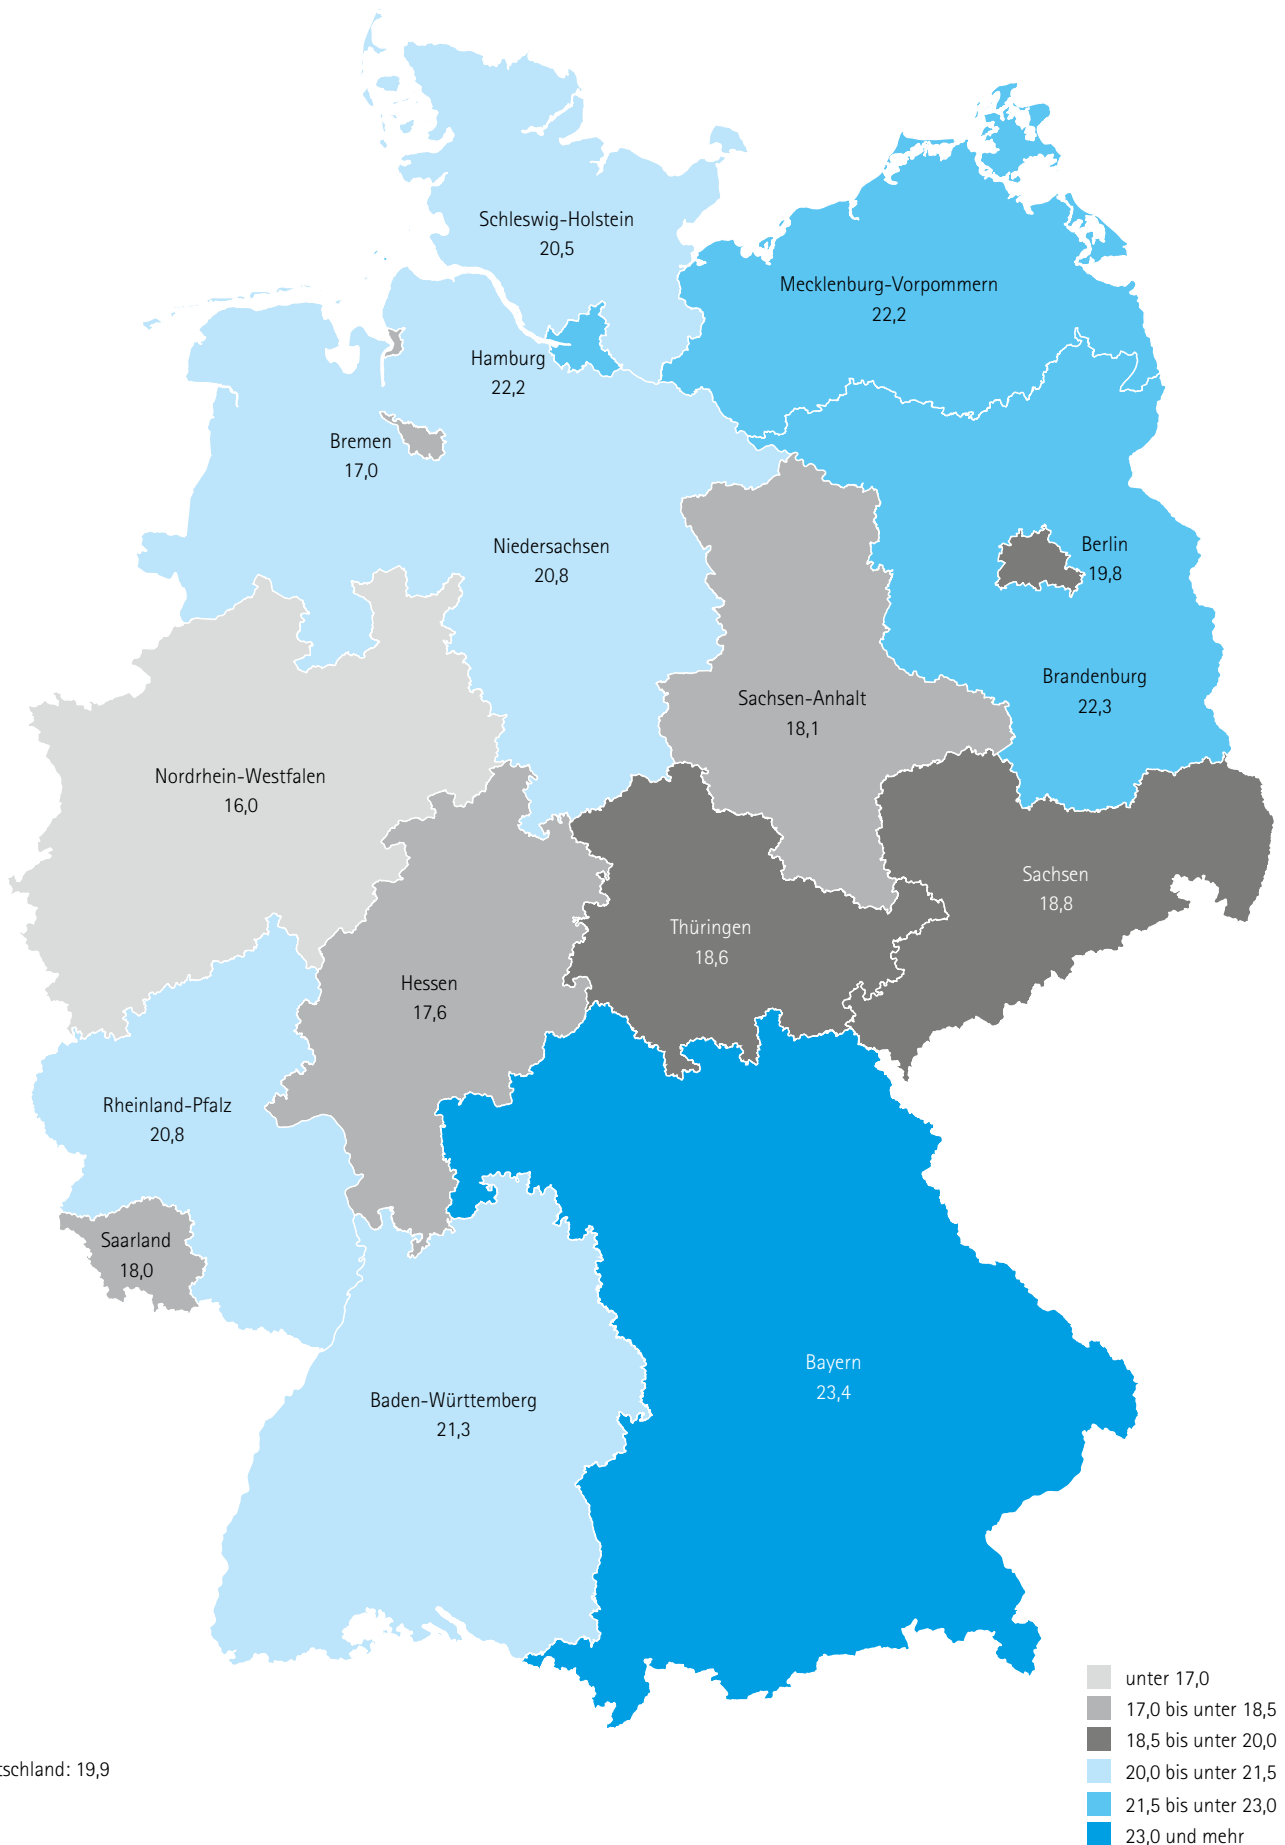 Schleswig-Holstein
20,5
Mecklenburg-Vorpommern
22,2
Hamburg
22,2
Bremen
17,0
Niedersachsen
20,8
Berlin
19,8
Brandenburg
22,3
Sachsen-Anhalt
18,1
Nordrhein-Westfalen
16,0
Sachsen
18,8
Thüringen
18,6
Hessen
17,6
Rheinland-Pfalz
20,8
Saarland
18,0
Bayern
23,4
Baden-Württemberg
21,3
unter 17,0
17,0 bis unter 18,5
18,5 bis unter 20,0
20,0 bis unter 21,5
21,5 bis unter 23,0
23,0 und mehr
tschland: 19,9